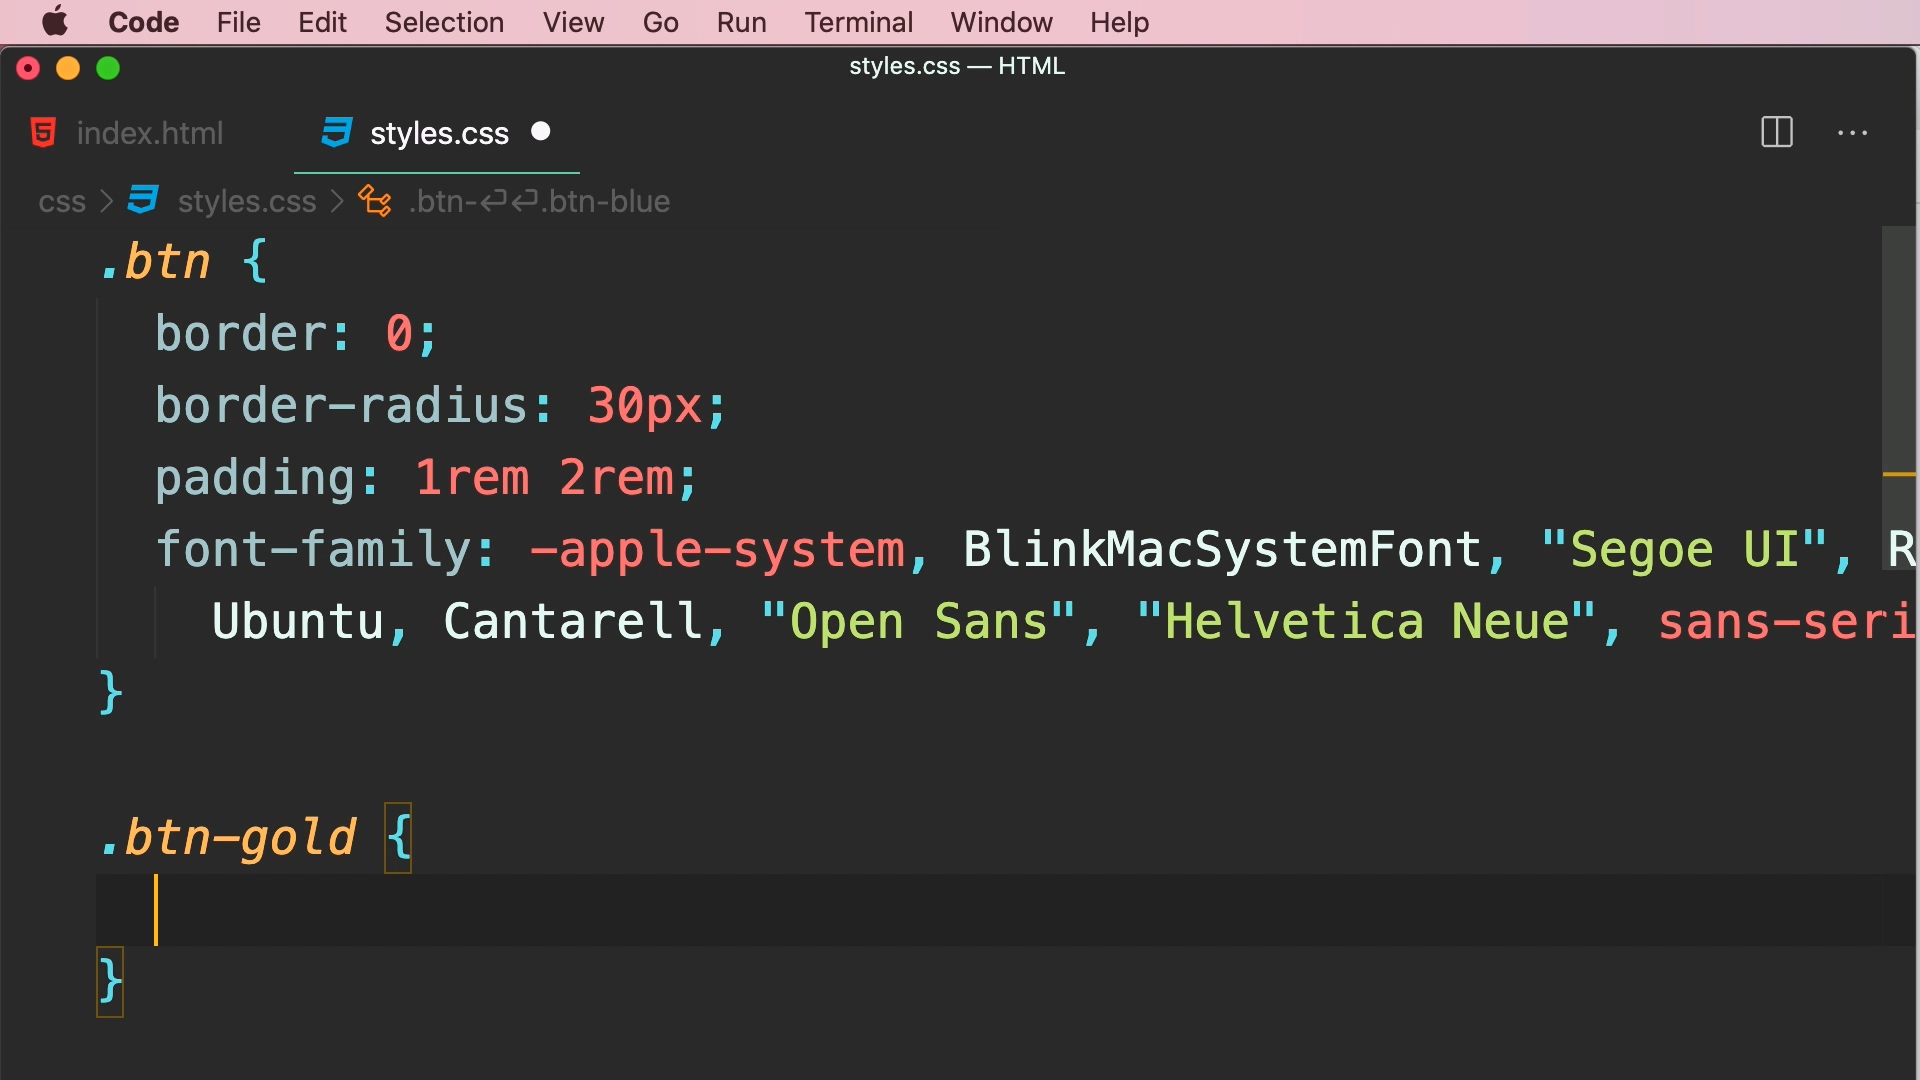 Code File Edit Selection View Go Run Terminal Window Help
styles.css — HTML
index.html styles.css
css > styles.css > .btn-⏎⏎.btn-blue
.btn {
border: 0;
border-radius: 30px;
padding: 1rem 2rem;
font-family: -apple-system, BlinkMacSystemFont, "Segoe UI", R
Ubuntu, Cantarell, "Open Sans", "Helvetica Neue", sans-seri
}
.btn-gold {
}